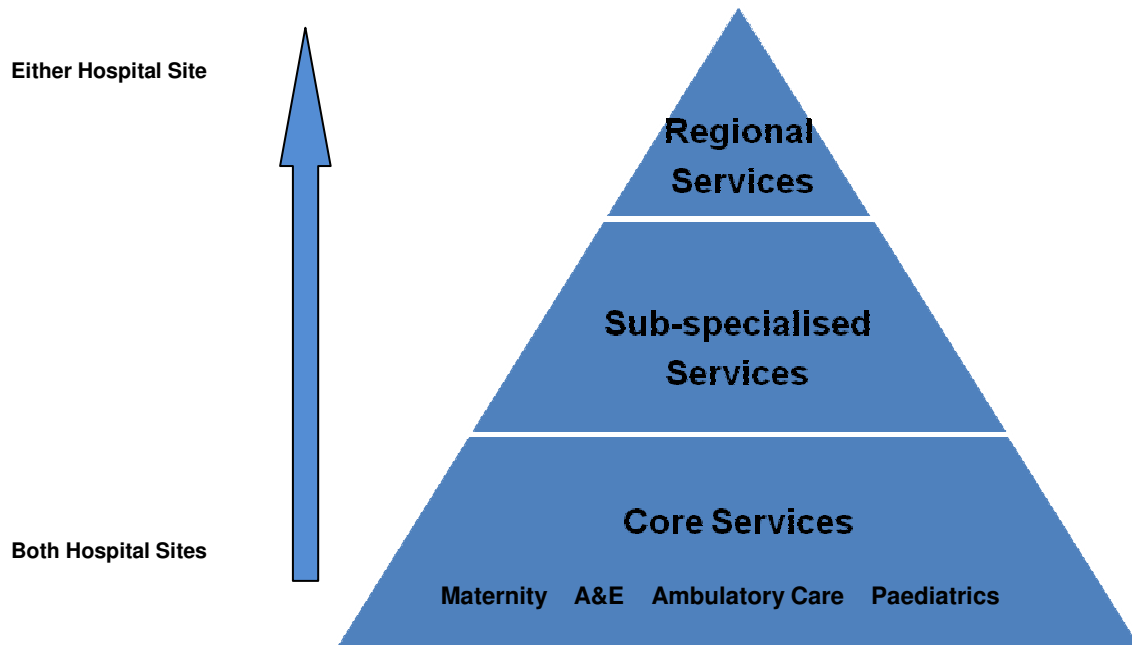 Either Hospital Site
Regional
Services
Sub-specialised
Services
Core Services
Both Hospital Sites
Maternity A&E Ambulatory Care Paediatrics